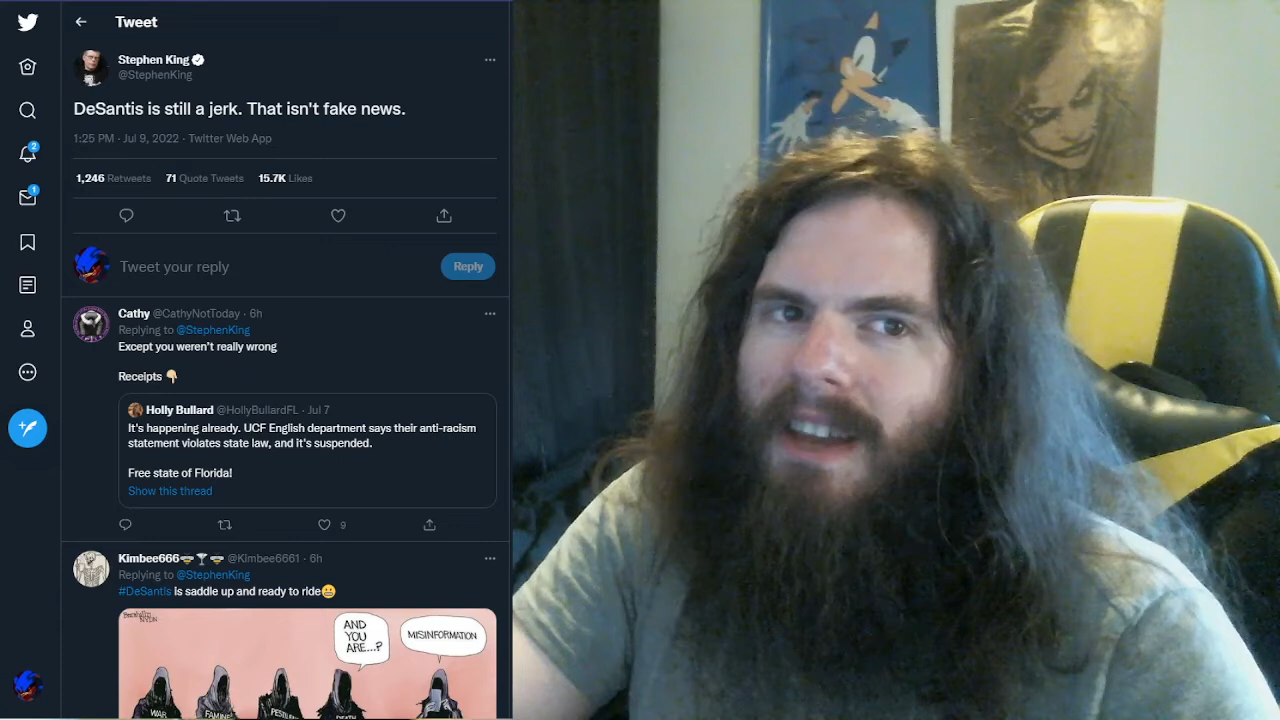 Tweet
Stephen King
@StephenKing
DeSantis is still a jerk. That isn't fake news.
1:25 PM · Jul 9, 2022 · Twitter Web App
1,246 Retweets 71 Quote Tweets 15.7K Likes
2
1
Tweet your reply
Reply
Cathy @CathyNotToday · 6h
Replying to @StephenKing
Except you weren't really wrong
Receipts 👇🏼
Holly Bullard @HollyBullardFL · Jul 7
It's happening already. UCF English department says their anti-racism
statement violates state law, and it's suspended.
Free state of Florida!
Show this thread
9
Kimbee666🐝🍸🐝 @Kimbee6661 · 6h
Replying to @StephenKing
#DeSantis is saddle up and ready to ride😬
AND
YOU
ARE...?
MISINFORMATION
WAR
FAMINE
DEATH